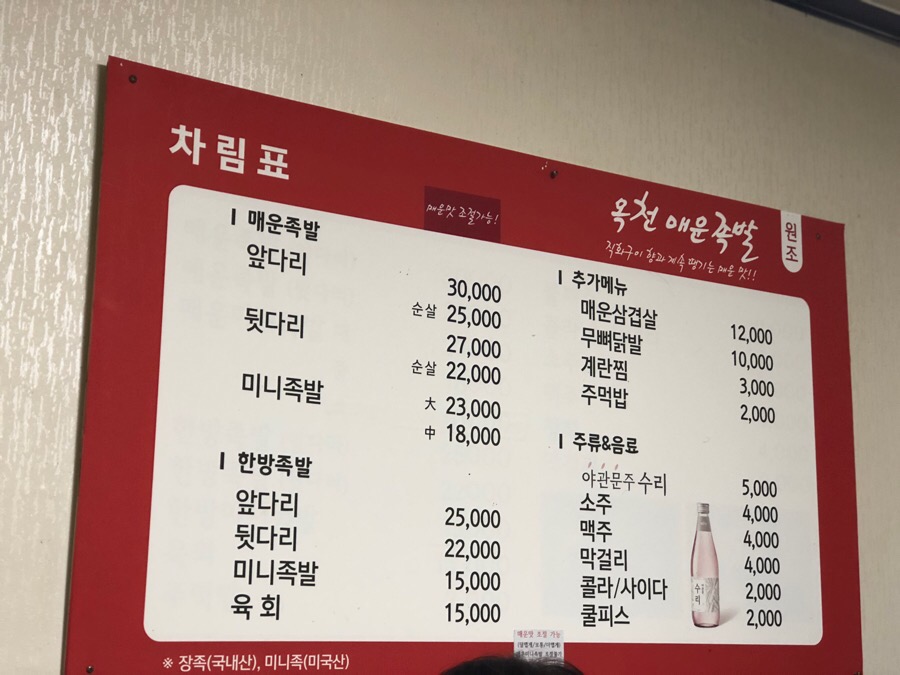 차림표
매운맛 조절가능!
옥천 매운족발 원조
직화구이 향과 계속 땡기는 매운 맛!!
I 매운족발
앞다리 30,000
순살 25,000
뒷다리 27,000
순살 22,000
미니족발 大 23,000
中 18,000
I 한방족발
앞다리 25,000
뒷다리 22,000
미니족발 15,000
육회 15,000
I 추가메뉴
매운삼겹살 12,000
무뼈닭발 10,000
계란찜 3,000
주먹밥 2,000
I 주류&음료
야관문주 수리 5,000
소주 4,000
맥주 4,000
막걸리 4,000
콜라/사이다 2,000
쿨피스 2,000
수리
매운맛 조절 가능
※ 장족(국내산), 미니족(미국산)